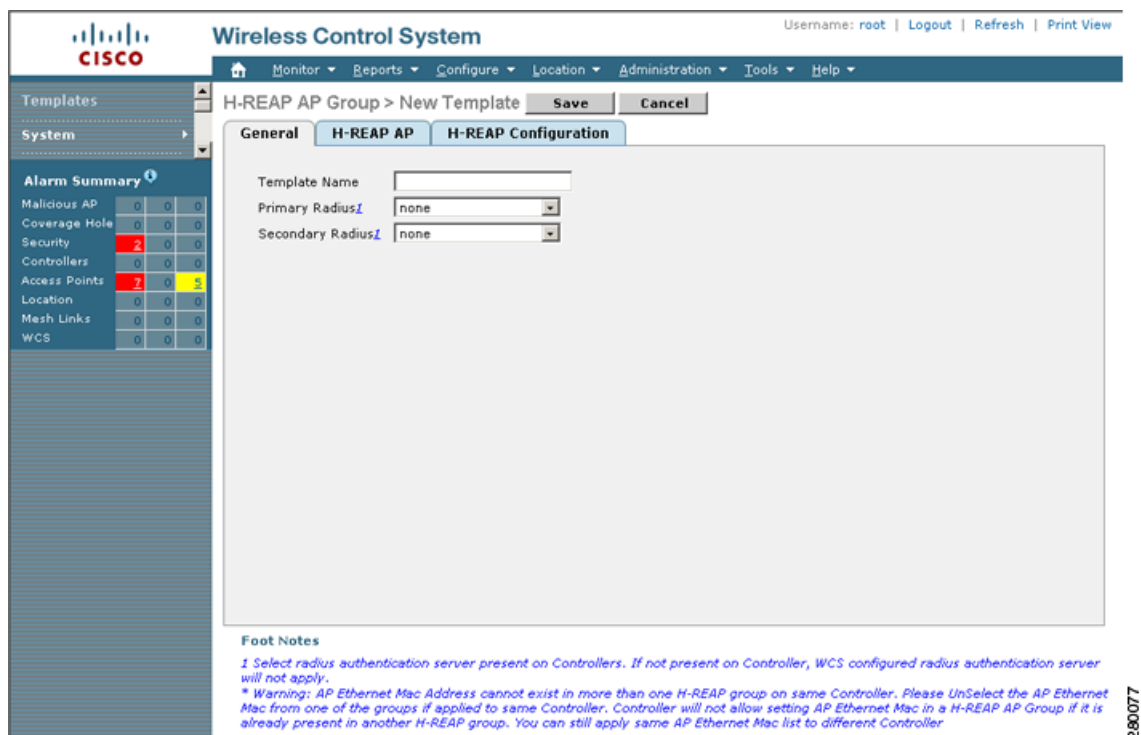 Username: root | Logout | Refresh | Print View
CISCO
Wireless Control System
Monitor Reports Configure Location Administration Tools Help
Templates
System
H-REAP AP Group > New Template Save Cancel
General H-REAP AP H-REAP Configuration
Template Name
Primary Radius1 none
Secondary Radius1 none
Alarm Summary
Malicious AP 0 0 0
Coverage Hole 0 0 0
Security 2 0 0
Controllers 0 0 0
Access Points 7 0 5
Location 0 0 0
Mesh Links 0 0 0
WCS 0 0 0
Foot Notes
1 Select radius authentication server present on Controllers. If not present on Controller, WCS configured radius authentication server
will not apply.
* Warning: AP Ethernet Mac Address cannot exist in more than one H-REAP group on same Controller. Please UnSelect the AP Ethernet
Mac from one of the groups if applied to same Controller. Controller will not allow setting AP Ethernet Mac in a H-REAP AP Group if it is
already present in another H-REAP group. You can still apply same AP Ethernet Mac list to different Controller
280077